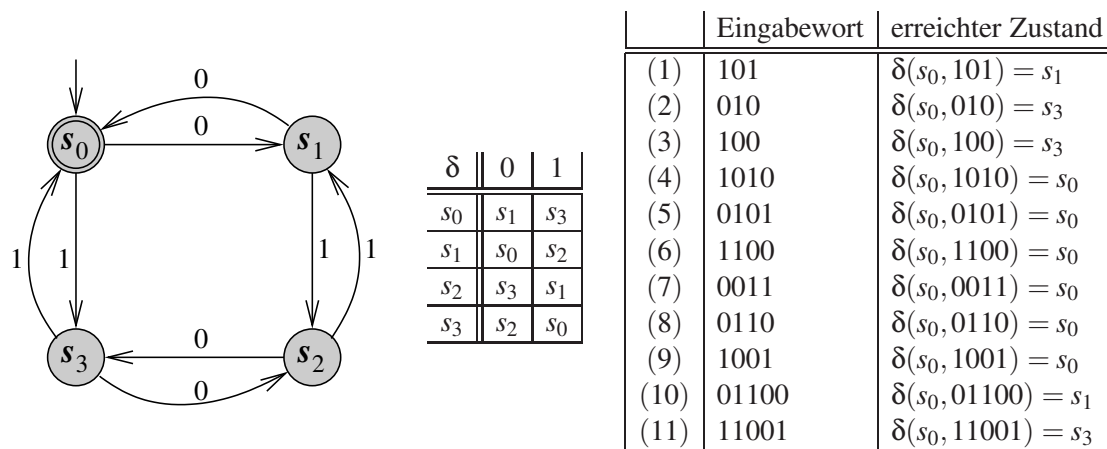 0
s0
0
s1
1
1
1
1
s3
0
s2
0
δ 0 1
s0 s1 s3
s1 s0 s2
s2 s3 s1
s3 s2 s0
Eingabewort erreichter Zustand
(1) 101 δ(s0,101) = s1
(2) 010 δ(s0,010) = s3
(3) 100 δ(s0,100) = s3
(4) 1010 δ(s0,1010) = s0
(5) 0101 δ(s0,0101) = s0
(6) 1100 δ(s0,1100) = s0
(7) 0011 δ(s0,0011) = s0
(8) 0110 δ(s0,0110) = s0
(9) 1001 δ(s0,1001) = s0
(10) 01100 δ(s0,01100) = s1
(11) 11001 δ(s0,11001) = s3